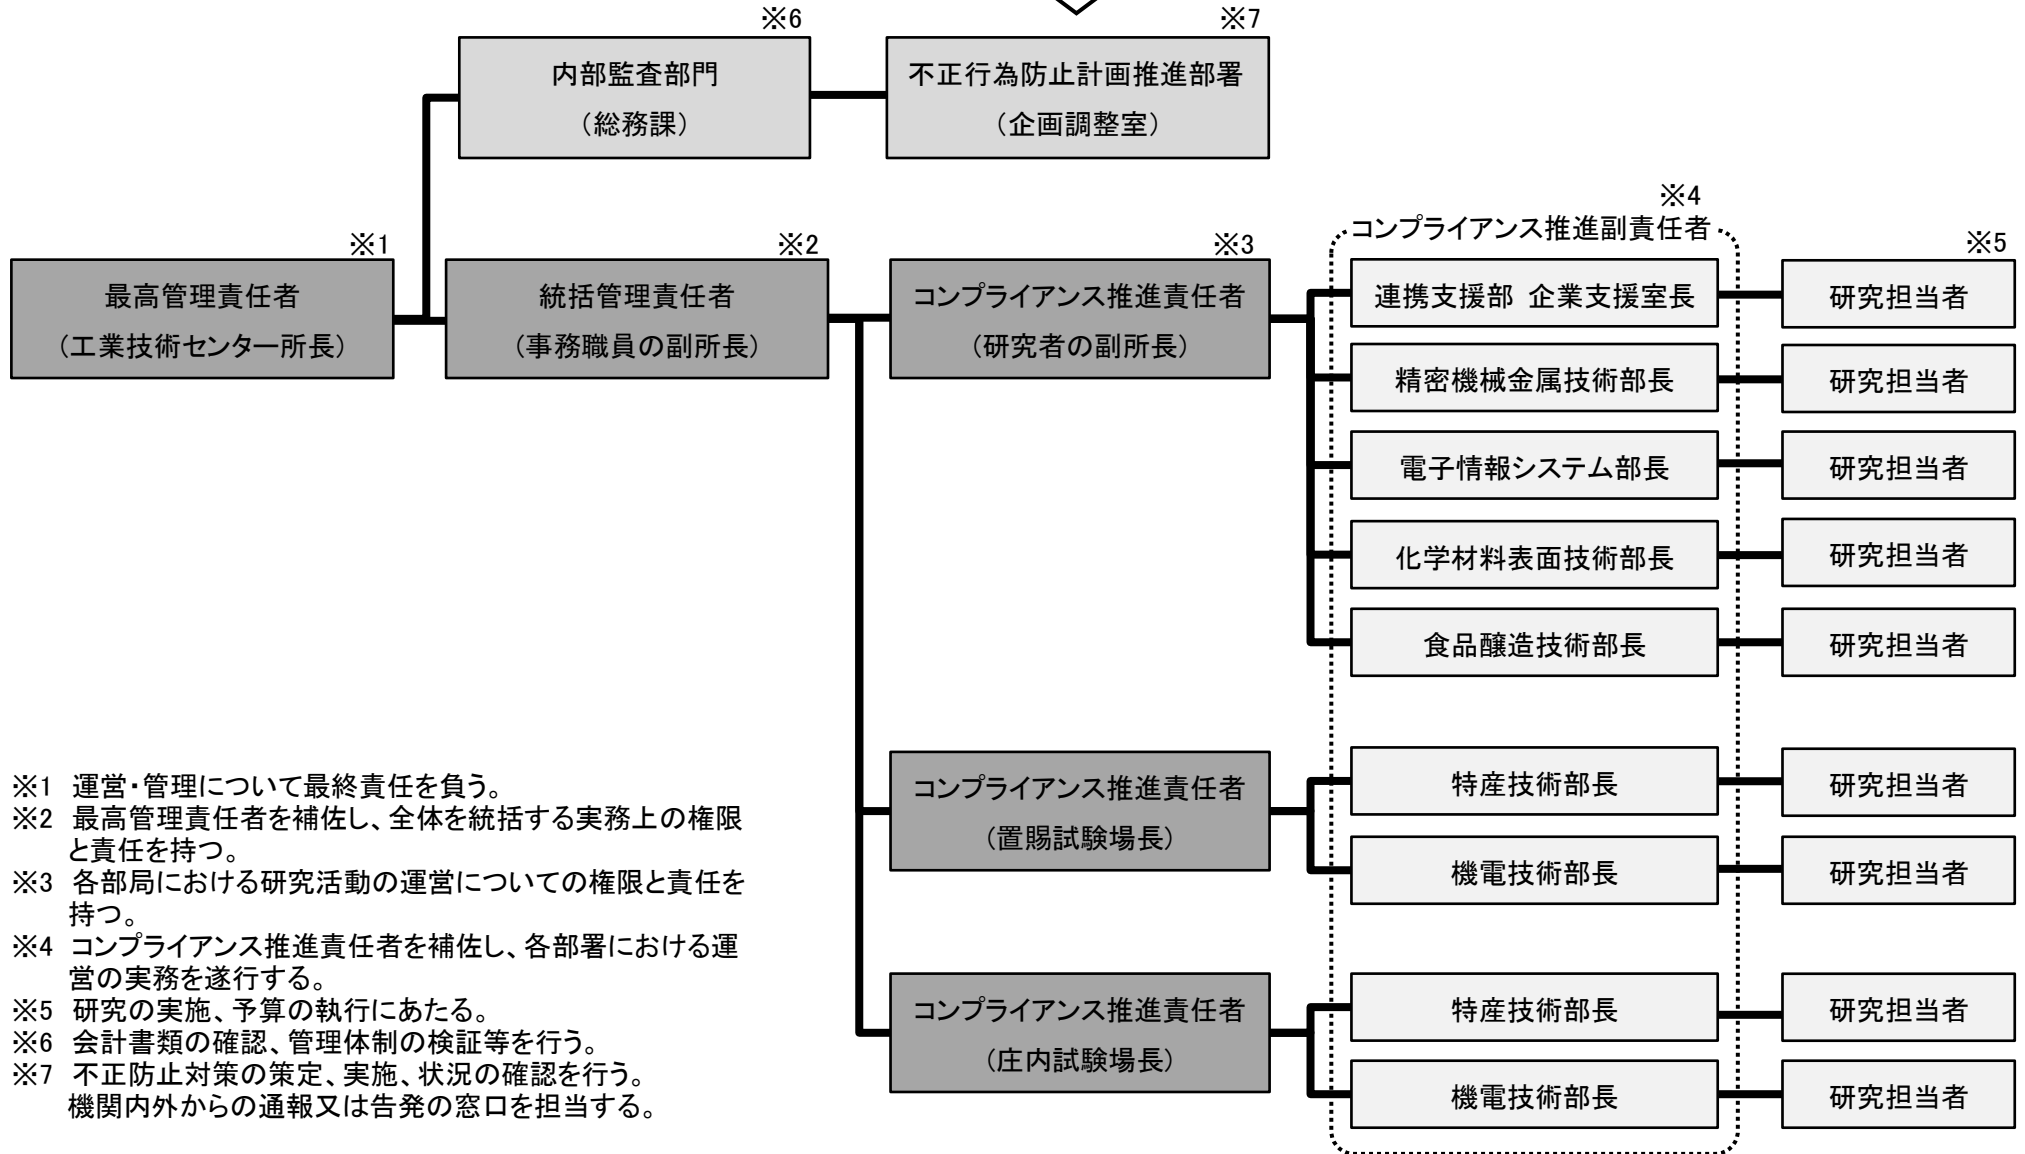 ※6
※7
内部監査部門
（総務課）
不正行為防止計画推進部署
（企画調整室）
※1
最高管理責任者
（工業技術センター所長）
※2
統括管理責任者
（事務職員の副所長）
※3
コンプライアンス推進責任者
（研究者の副所長）
※4
コンプライアンス推進副責任者
※5
連携支援部 企業支援室長
研究担当者
精密機械金属技術部長
研究担当者
電子情報システム部長
研究担当者
化学材料表面技術部長
研究担当者
食品醸造技術部長
研究担当者
コンプライアンス推進責任者
（置賜試験場長）
特産技術部長
研究担当者
機電技術部長
研究担当者
コンプライアンス推進責任者
（庄内試験場長）
特産技術部長
研究担当者
機電技術部長
研究担当者
※1 運営・管理について最終責任を負う。
※2 最高管理責任者を補佐し、全体を統括する実務上の権限
と責任を持つ。
※3 各部局における研究活動の運営についての権限と責任を
持つ。
※4 コンプライアンス推進責任者を補佐し、各部署における運
営の実務を遂行する。
※5 研究の実施、予算の執行にあたる。
※6 会計書類の確認、管理体制の検証等を行う。
※7 不正防止対策の策定、実施、状況の確認を行う。
機関内外からの通報又は告発の窓口を担当する。